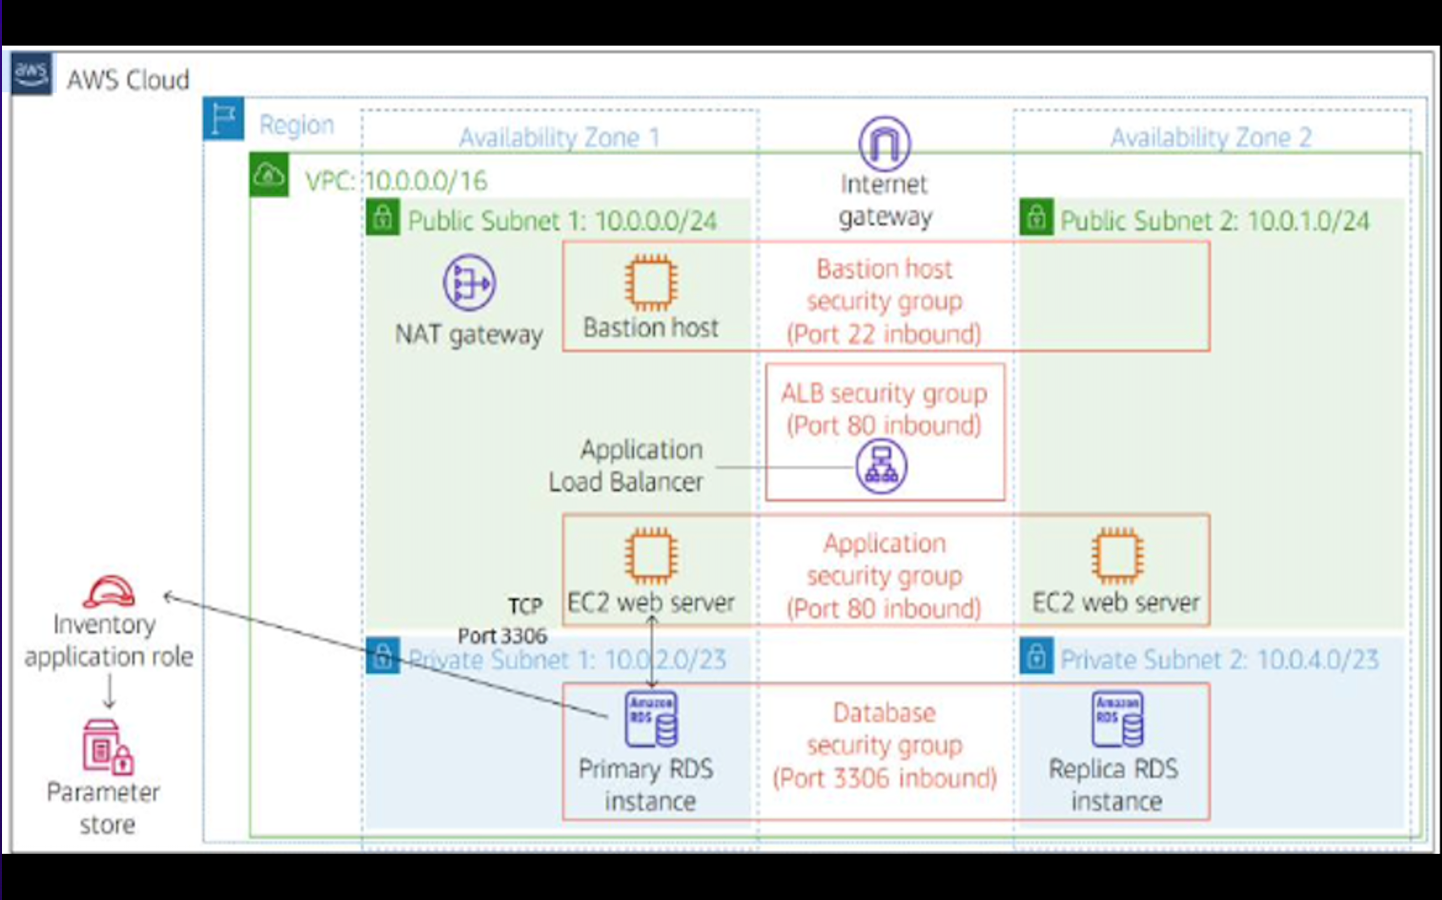 aws
AWS Cloud
Region
Availability Zone 1
Availability Zone 2
Internet
gateway
VPC: 10.0.0.0/16
Public Subnet 1: 10.0.0.0/24
Public Subnet 2: 10.0.1.0/24
NAT gateway
Bastion host
Bastion host
security group
(Port 22 inbound)
ALB security group
(Port 80 inbound)
Application
Load Balancer
EC2 web server
Application
security group
(Port 80 inbound)
EC2 web server
TCP
Port 3306
Inventory
application role
Private Subnet 1: 10.0.2.0/23
Private Subnet 2: 10.0.4.0/23
Amazon
RDS
Primary RDS
instance
Database
security group
(Port 3306 inbound)
Amazon
RDS
Replica RDS
instance
Parameter
store